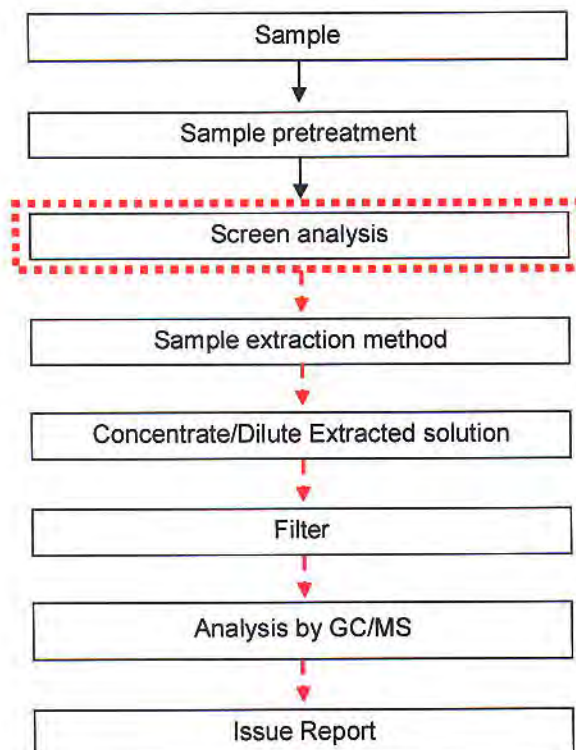 Sample
Sample pretreatment
Screen analysis
Sample extraction method
Concentrate/Dilute Extracted solution
Filter
Analysis by GC/MS
Issue Report